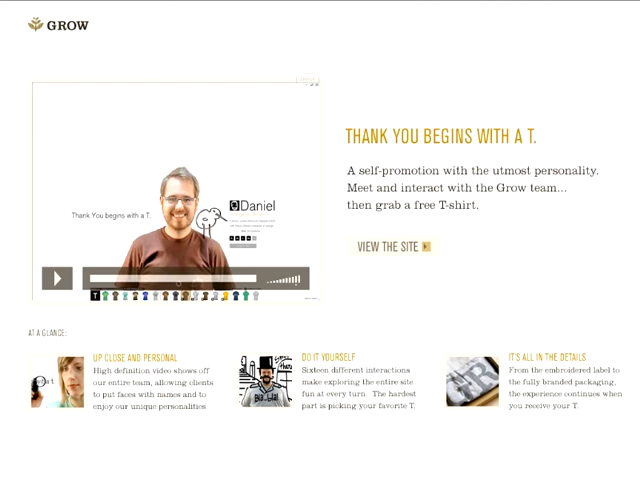 GROW
Thank You begins with a T.
Daniel
THANK YOU BEGINS WITH A T.
A self-promotion with the utmost personality.
Meet and interact with the Grow team...
then grab a free T-shirt.
VIEW THE SITE
AT A GLANCE:
UP CLOSE AND PERSONAL
High definition video shows off
our entire team, allowing clients
to put faces with names and to
enjoy our unique personalities
DO IT YOURSELF
Sixteen different interactions
make exploring the entire site
fun at every turn. The hardest
part is picking your favorite T.
Bla..bla!
IT'S ALL IN THE DETAILS
From the embroidered label to
the fully branded packaging,
the experience continues when
you receive your T.